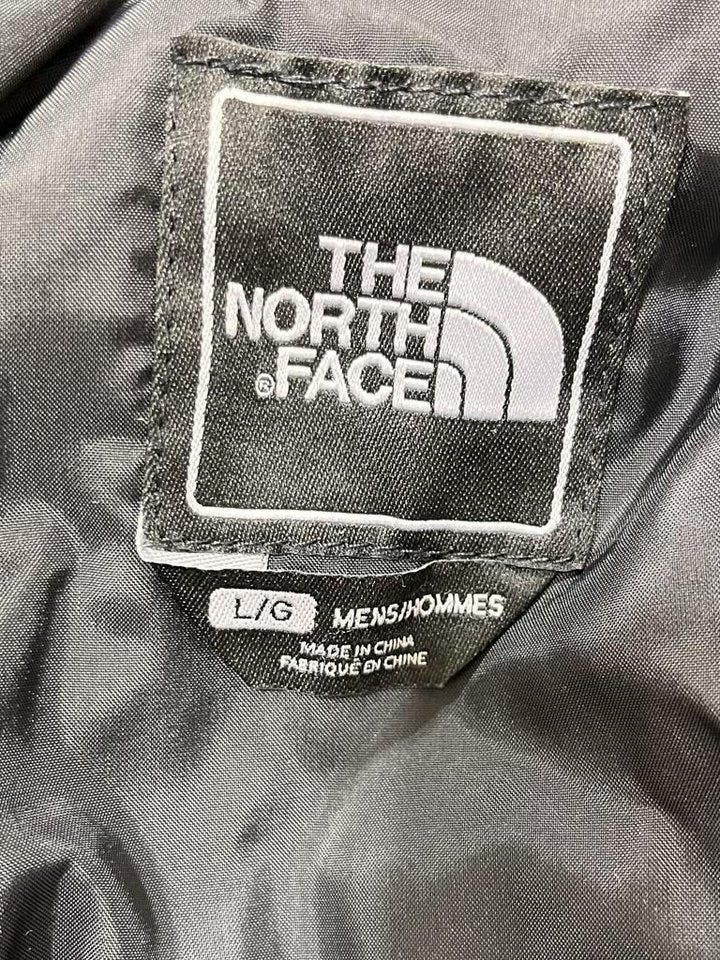 THE
NORTH
®FACE
L/G MENS/HOMMES
MADE IN CHINA
FABRIQUÉ EN CHINE